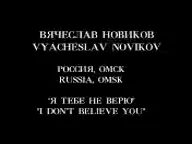 ВЯЧЕСЛАВ НОВИКОВ
VYACHESLAV NOVIKOV
РОССИЯ, ОМСК
RUSSIA, OMSK
"Я ТЕБЕ НЕ ВЕРЮ"
"I DON'T BELIEVE YOU"